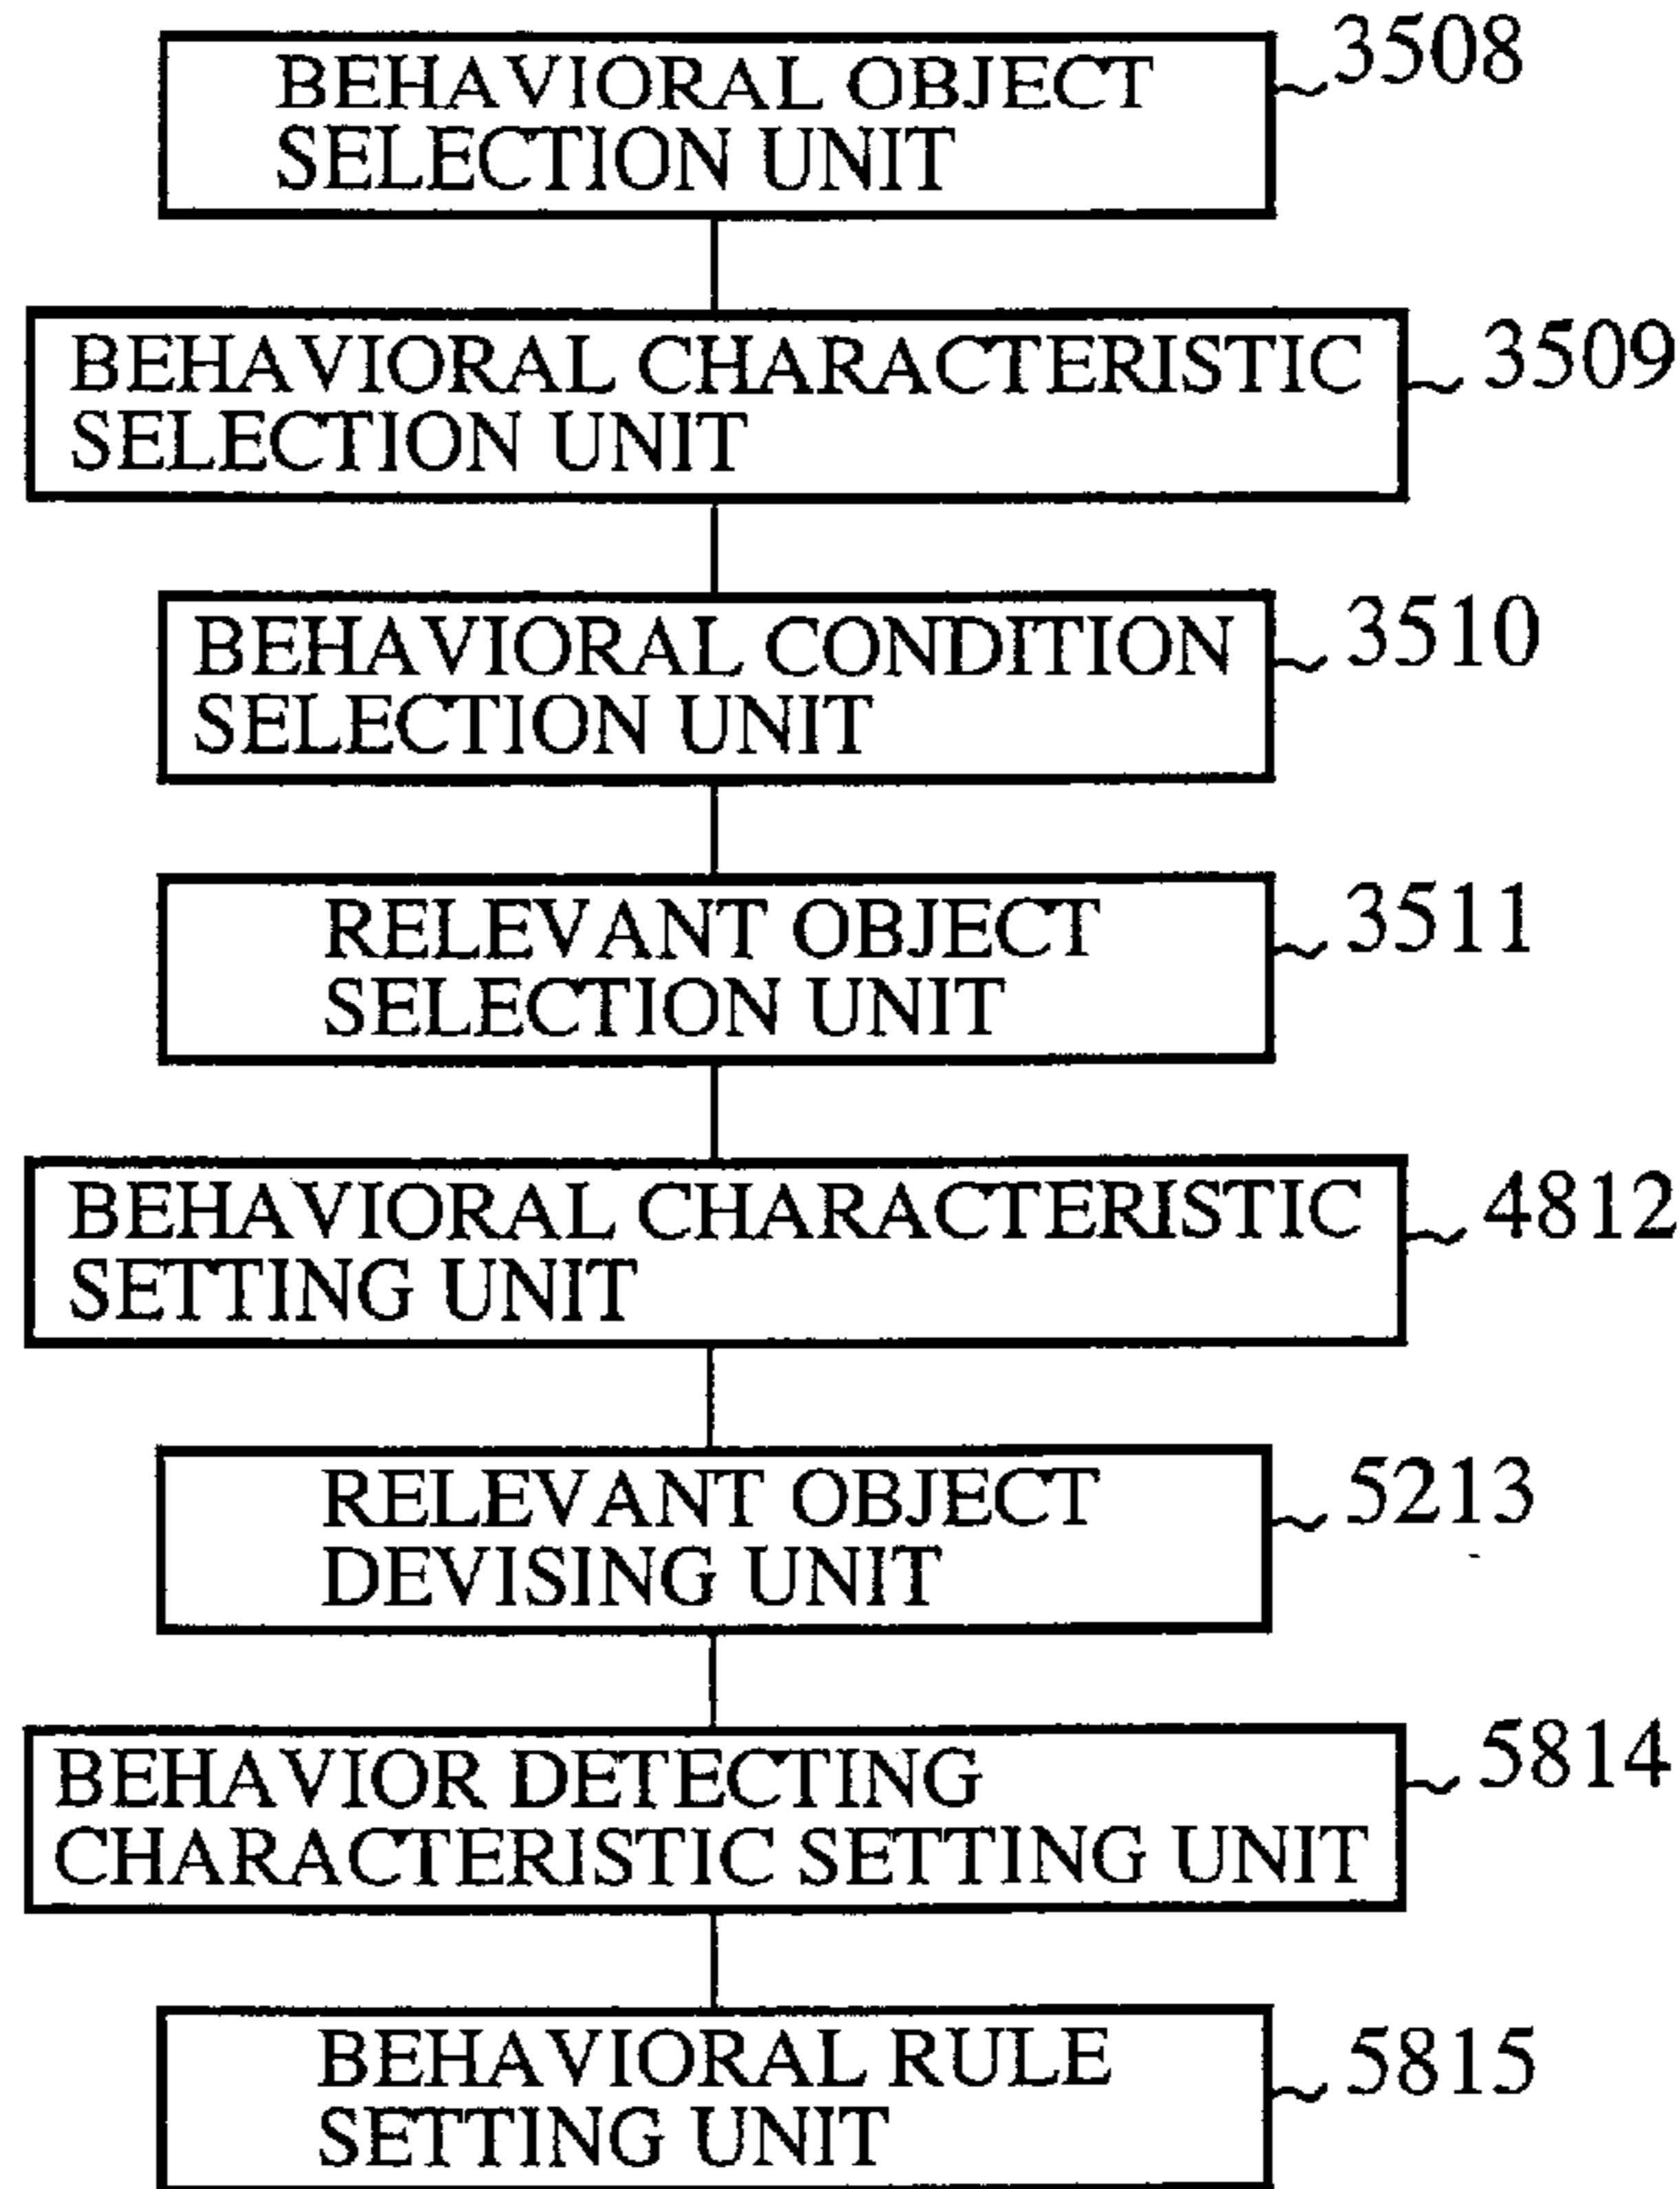 BEHAVIORAL OBJECT
SELECTION UNIT
3508
BEHAVIORAL CHARACTERISTIC
SELECTION UNIT
3509
BEHAVIORAL CONDITION
SELECTION UNIT
3510
RELEVANT OBJECT
SELECTION UNIT
3511
BEHAVIORAL CHARACTERISTIC
SETTING UNIT
4812
RELEVANT OBJECT
DEVISING UNIT
5213
BEHAVIOR DETECTING
CHARACTERISTIC SETTING UNIT
5814
BEHAVIORAL RULE
SETTING UNIT
5815